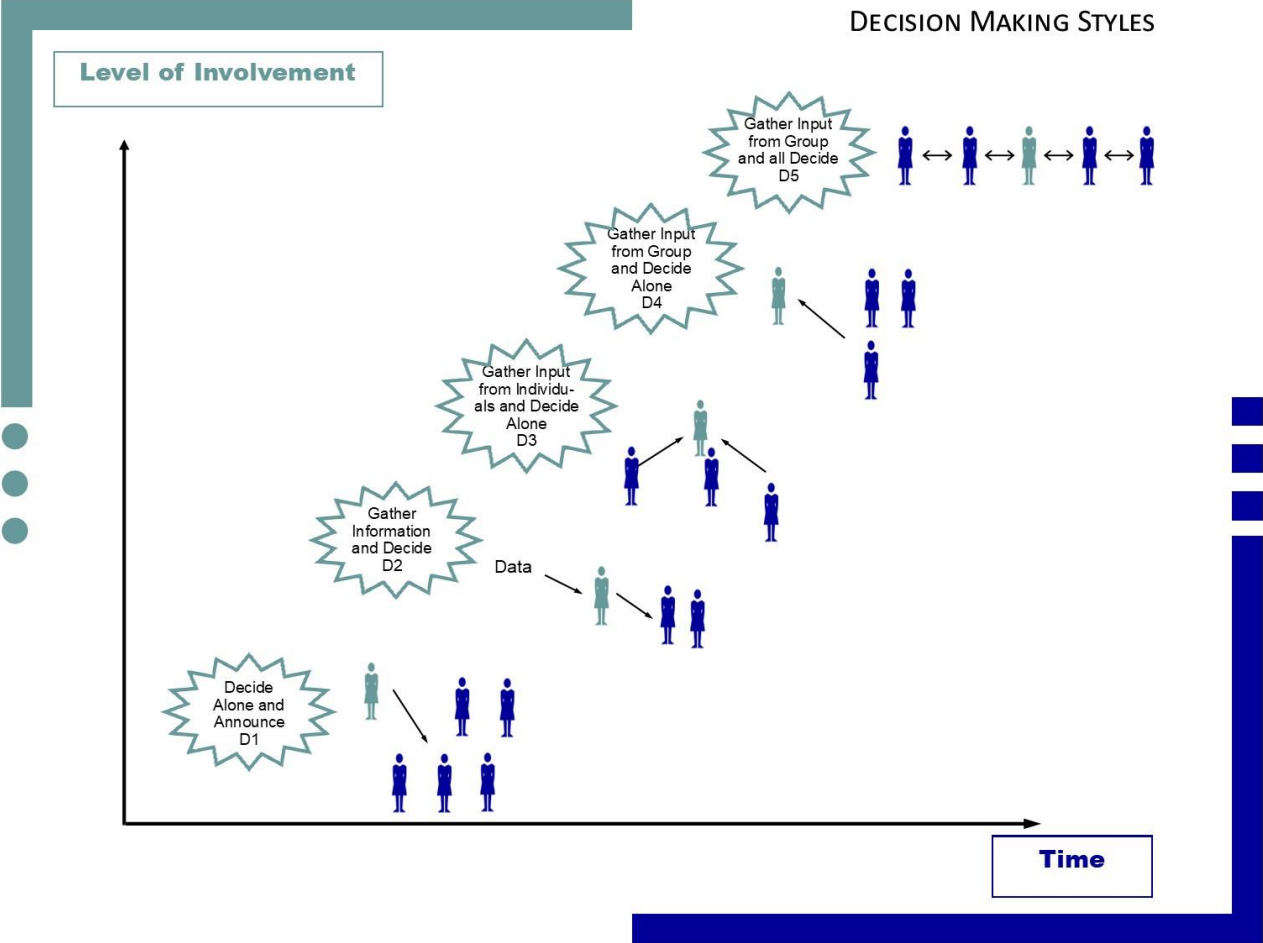 DECISION MAKING STYLES
Level of Involvement
Gather Input
from Group
and all Decide
D5
Gather Input
from Group
and Decide
Alone
D4
Gather Input
from Individu-
als and Decide
Alone
D3
Gather
Information
and Decide
D2
Data
Decide
Alone and
Announce
D1
Time